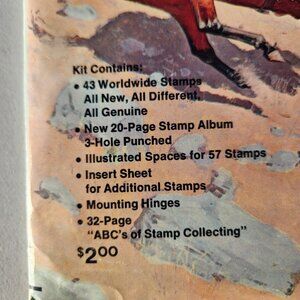 Kit Contains:
• 43 Worldwide Stamps
All New, All Different,
All Genuine
• New 20-Page Stamp Album
3-Hole Punched
• Illustrated Spaces for 57 Stamps
• Insert Sheet
for Additional Stamps
• Mounting Hinges
• 32-Page
"ABC's of Stamp Collecting"
$2.00